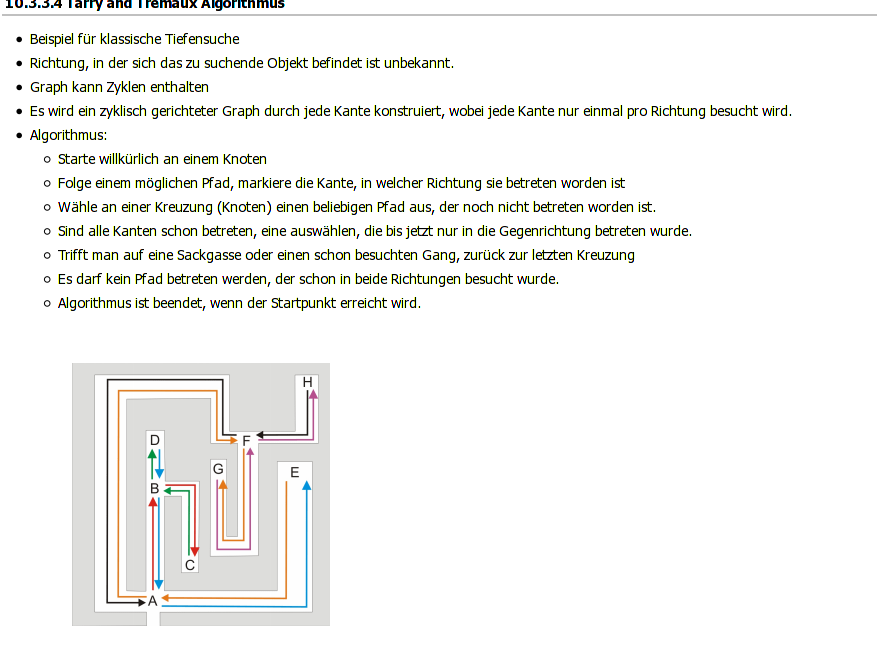 10.3.3.4 Tarry and Tremaux Algorithmus
• Beispiel für klassische Tiefensuche
• Richtung, in der sich das zu suchende Objekt befindet ist unbekannt.
• Graph kann Zyklen enthalten
• Es wird ein zyklisch gerichteter Graph durch jede Kante konstruiert, wobei jede Kante nur einmal pro Richtung besucht wird.
• Algorithmus:
o Starte willkürlich an einem Knoten
o Folge einem möglichen Pfad, markiere die Kante, in welcher Richtung sie betreten worden ist
o Wähle an einer Kreuzung (Knoten) einen beliebigen Pfad aus, der noch nicht betreten worden ist.
o Sind alle Kanten schon betreten, eine auswählen, die bis jetzt nur in die Gegenrichtung betreten wurde.
o Trifft man auf eine Sackgasse oder einen schon besuchten Gang, zurück zur letzten Kreuzung
o Es darf kein Pfad betreten werden, der schon in beide Richtungen besucht wurde.
o Algorithmus ist beendet, wenn der Startpunkt erreicht wird.
H
D
F
G
E
B
C
A